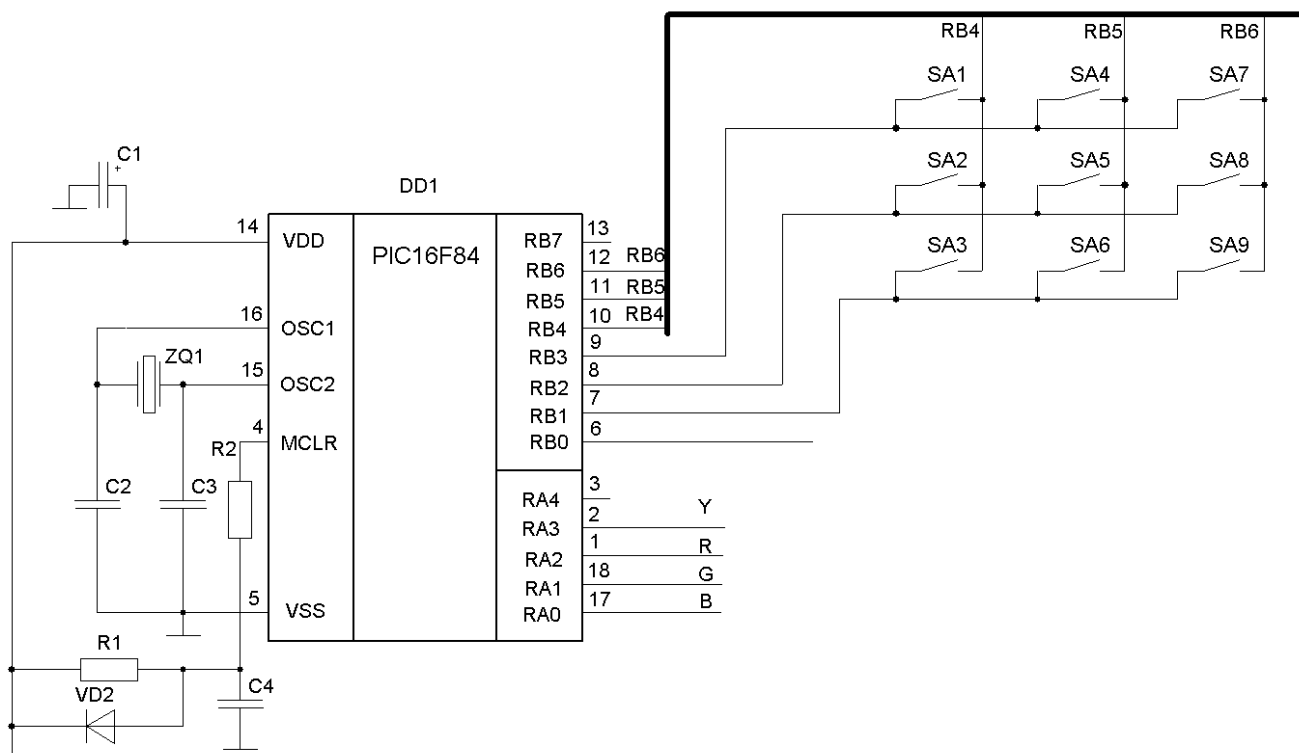 RB4 RB5 RB6
SA1 SA4 SA7
C1
+
SA2 SA5 SA8
DD1
14 VDD PIC16F84 RB7 13
SA3 SA6 SA9
RB6 12 RB6
RB5 11 RB5
16 OSC1 RB4 10 RB4
ZQ1 RB3 9
15 OSC2 RB2 8
RB1 7
4 MCLR RB0 6
R2
C2 C3
RA4 3
RA3 2 Y
RA2 1 R
RA1 18 G
5 VSS RA0 17 B
R1
VD2 C4